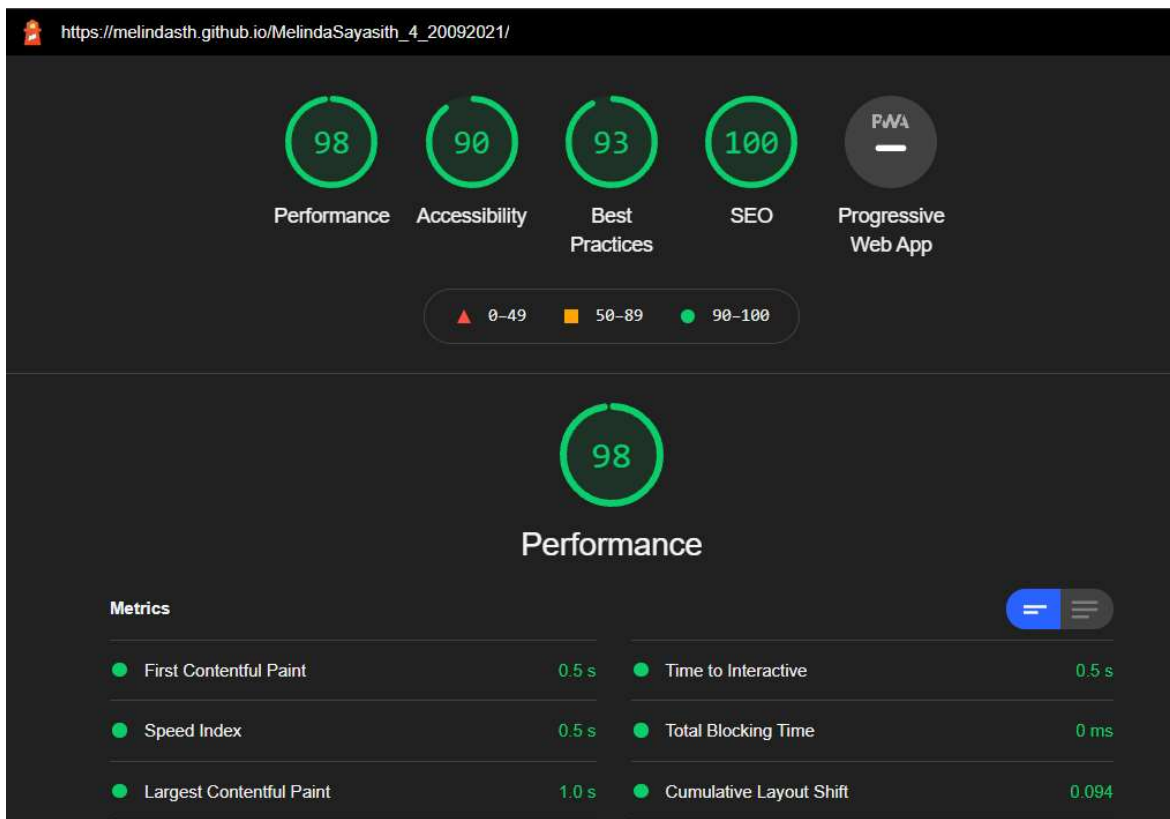 https://melindasth.github.io/MelindaSayasith_4_20092021/
98 90 93 100 PWA
Performance Accessibility Best Practices SEO Progressive Web App
0–49 50–89 90–100
98
Performance
Metrics
First Contentful Paint 0.5 s Time to Interactive 0.5 s
Speed Index 0.5 s Total Blocking Time 0 ms
Largest Contentful Paint 1.0 s Cumulative Layout Shift 0.094